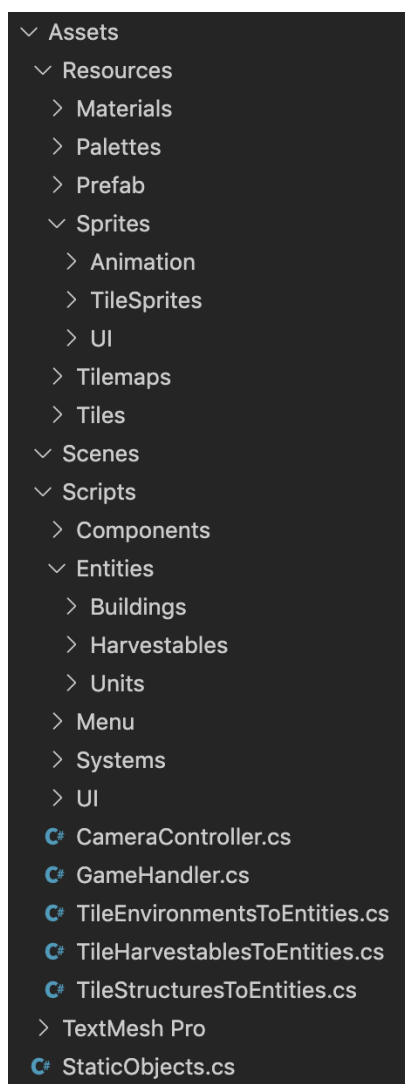 Assets
Resources
Materials
Palettes
Prefab
Sprites
Animation
TileSprites
UI
Tilemaps
Tiles
Scenes
Scripts
Components
Entities
Buildings
Harvestables
Units
Menu
Systems
UI
C# CameraController.cs
C# GameHandler.cs
C# TileEnvironmentsToEntities.cs
C# TileHarvestablesToEntities.cs
C# TileStructuresToEntities.cs
TextMesh Pro
C# StaticObjects.cs